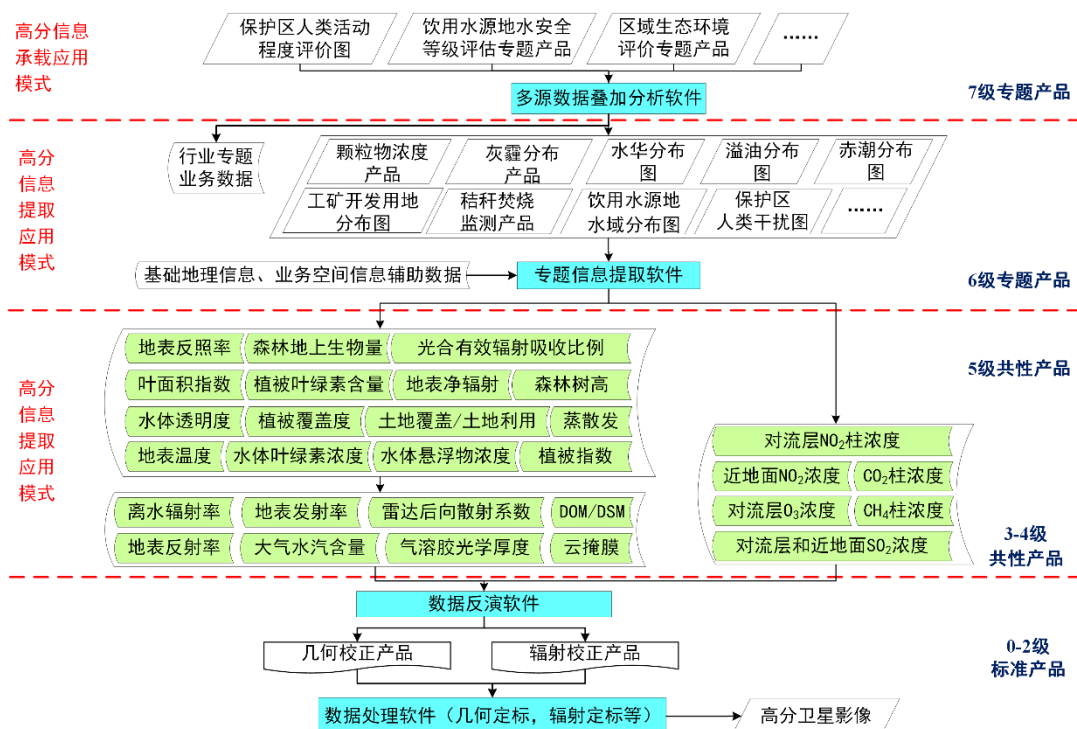 高分信息
承载应用
模式
保护区人类活动
程度评价图
饮用水源地水安全
等级评估专题产品
区域生态环境
评价专题产品
……
多源数据叠加分析软件
7级专题产品
高分
信息
提取
应用
模式
行业专题
业务数据
颗粒物浓度
产品
灰霾分布
产品
水华分布
图
溢油分布
图
赤潮分布
图
工矿开发用地
分布图
秸秆焚烧
监测产品
饮用水源地
水域分布图
保护区
人类干扰图
……
基础地理信息、业务空间信息辅助数据
专题信息提取软件
6级专题产品
高分
信息
提取
应用
模式
地表反照率
森林地上生物量
光合有效辐射吸收比例
叶面积指数
植被叶绿素含量
地表净辐射
森林树高
水体透明度
植被覆盖度
土地覆盖/土地利用
蒸散发
地表温度
水体叶绿素浓度
水体悬浮物浓度
植被指数
5级共性产品
离水辐射率
地表发射率
雷达后向散射系数
DOM/DSM
地表反射率
大气水汽含量
气溶胶光学厚度
云掩膜
对流层NO₂柱浓度
近地面NO₂浓度
CO₂柱浓度
对流层O₃浓度
CH₄柱浓度
对流层和近地面SO₂浓度
3-4级
共性产品
数据反演软件
几何校正产品
辐射校正产品
0-2级
标准产品
数据处理软件（几何定标，辐射定标等）
高分卫星影像